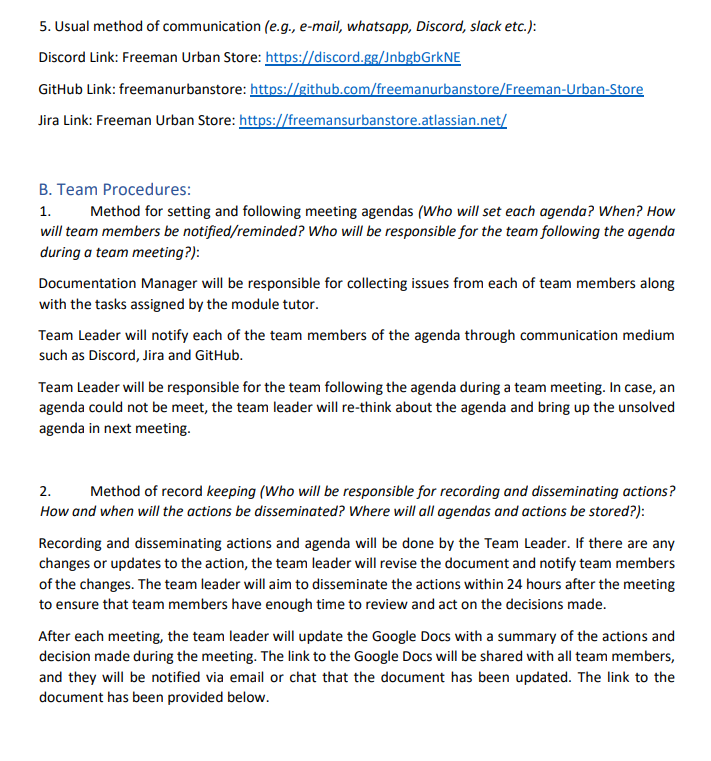 5. Usual method of communication (e.g., e-mail, whatsapp, Discord, slack etc.):
Discord Link: Freeman Urban Store: https://discord.gg/JnbgbGrkNE
GitHub Link: freemanurbanstore: https://github.com/freemanurbanstore/Freeman-Urban-Store
Jira Link: Freeman Urban Store: https://freemansurbanstore.atlassian.net/
B. Team Procedures:
1. Method for setting and following meeting agendas (Who will set each agenda? When? How
will team members be notified/reminded? Who will be responsible for the team following the agenda
during a team meeting?):
Documentation Manager will be responsible for collecting issues from each of team members along
with the tasks assigned by the module tutor.
Team Leader will notify each of the team members of the agenda through communication medium
such as Discord, Jira and GitHub.
Team Leader will be responsible for the team following the agenda during a team meeting. In case, an
agenda could not be meet, the team leader will re-think about the agenda and bring up the unsolved
agenda in next meeting.
2. Method of record keeping (Who will be responsible for recording and disseminating actions?
How and when will the actions be disseminated? Where will all agendas and actions be stored?):
Recording and disseminating actions and agenda will be done by the Team Leader. If there are any
changes or updates to the action, the team leader will revise the document and notify team members
of the changes. The team leader will aim to disseminate the actions within 24 hours after the meeting
to ensure that team members have enough time to review and act on the decisions made.
After each meeting, the team leader will update the Google Docs with a summary of the actions and
decision made during the meeting. The link to the Google Docs will be shared with all team members,
and they will be notified via email or chat that the document has been updated. The link to the
document has been provided below.